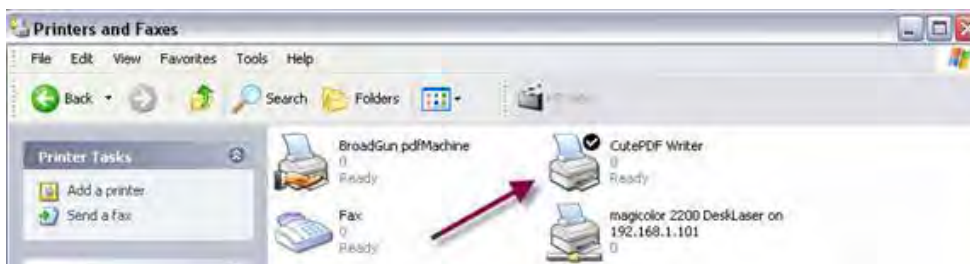 Printers and Faxes
File Edit View Favorites Tools Help
Back Search Folders
Printer Tasks
Add a printer
Send a fax
BroadGun pdfMachine
0
Ready
Fax
0
Ready
CutePDF Writer
0
Ready
magicolor 2200 DeskLaser on
192.168.1.101
0